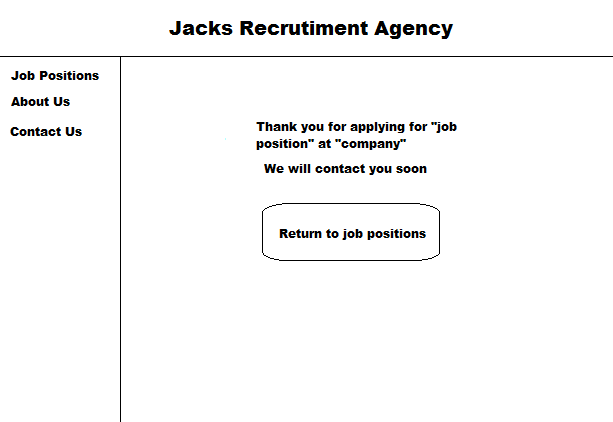 Jacks Recrutiment Agency
Job Positions
About Us
Contact Us
Thank you for applying for "job
position" at "company"
We will contact you soon
Return to job positions